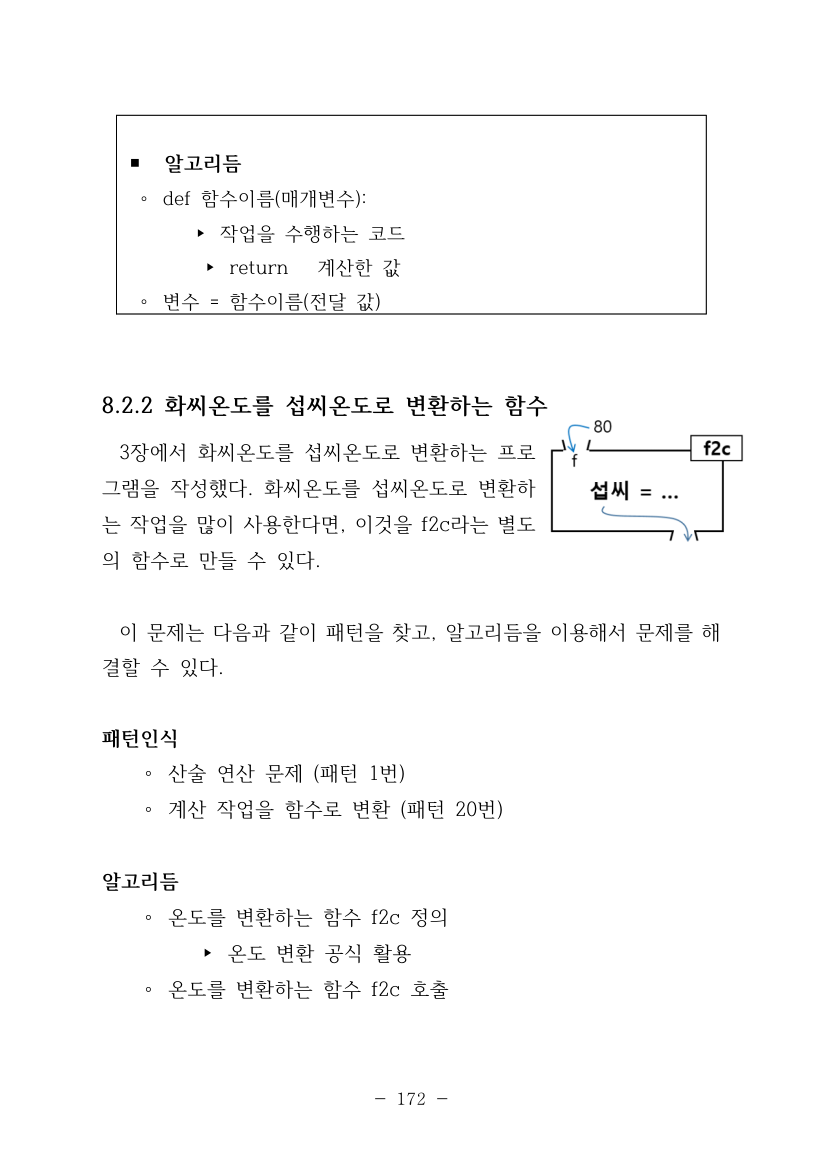 ■ 알고리듬
◦ def 함수이름(매개변수):
▸ 작업을 수행하는 코드
▸ return 계산한 값
◦ 변수 = 함수이름(전달 값)
8.2.2 화씨온도를 섭씨온도로 변환하는 함수
3장에서 화씨온도를 섭씨온도로 변환하는 프로
그램을 작성했다. 화씨온도를 섭씨온도로 변환하
는 작업을 많이 사용한다면, 이것을 f2c라는 별도
의 함수로 만들 수 있다.
80
f2c
f
섭씨 = ...
이 문제는 다음과 같이 패턴을 찾고, 알고리듬을 이용해서 문제를 해
결할 수 있다.
패턴인식
◦ 산술 연산 문제 (패턴 1번)
◦ 계산 작업을 함수로 변환 (패턴 20번)
알고리듬
◦ 온도를 변환하는 함수 f2c 정의
▸ 온도 변환 공식 활용
◦ 온도를 변환하는 함수 f2c 호출
- 172 -